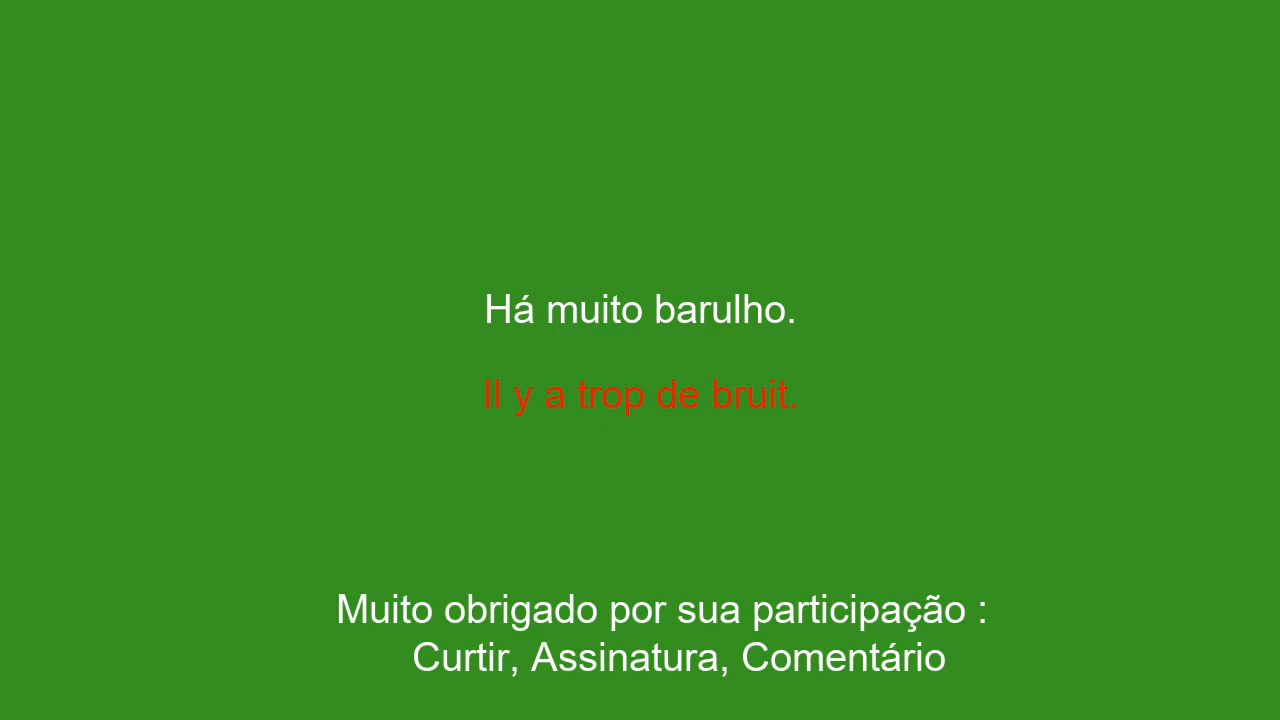 Há muito barulho.
Il y a trop de bruit.
Muito obrigado por sua participação :
Curtir, Assinatura, Comentário